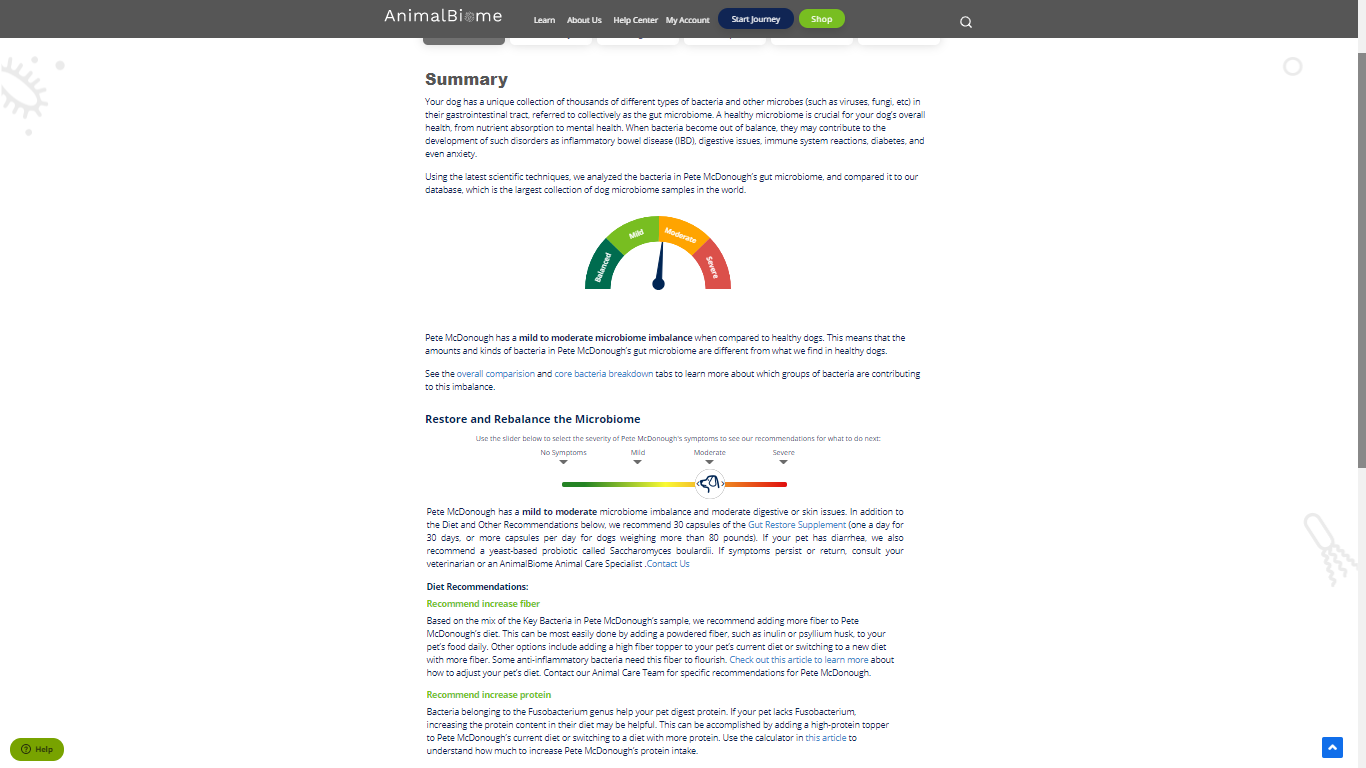 AnimalBiome
Learn
About Us
Help Center
My Account
Start Journey
Shop
Summary
Your dog has a unique collection of thousands of different types of bacteria and other microbes (such as viruses, fungi, etc) in
their gastrointestinal tract, referred to collectively as the gut microbiome. A healthy microbiome is crucial for your dog's overall
health, from nutrient absorption to mental health. When bacteria become out of balance, they may contribute to the
development of such disorders as inflammatory bowel disease (IBD), digestive issues, immune system reactions, diabetes, and
even anxiety.
Using the latest scientific techniques, we analyzed the bacteria in Pete McDonough's gut microbiome, and compared it to our
database, which is the largest collection of dog microbiome samples in the world.
Balanced
Mild
Moderate
Severe
Pete McDonough has a mild to moderate microbiome imbalance when compared to healthy dogs. This means that the
amounts and kinds of bacteria in Pete McDonough's gut microbiome are different from what we find in healthy dogs.
See the overall comparision and core bacteria breakdown tabs to learn more about which groups of bacteria are contributing
to this imbalance.
Restore and Rebalance the Microbiome
Use the slider below to select the severity of Pete McDonough's symptoms to see our recommendations for what to do next:
No Symptoms
Mild
Moderate
Severe
Pete McDonough has a mild to moderate microbiome imbalance and moderate digestive or skin issues. In addition to
the Diet and Other Recommendations below, we recommend 30 capsules of the Gut Restore Supplement (one a day for
30 days, or more capsules per day for dogs weighing more than 80 pounds). If your pet has diarrhea, we also
recommend a yeast-based probiotic called Saccharomyces boulardii. If symptoms persist or return, consult your
veterinarian or an AnimalBiome Animal Care Specialist .Contact Us
Diet Recommendations:
Recommend increase fiber
Based on the mix of the Key Bacteria in Pete McDonough's sample, we recommend adding more fiber to Pete
McDonough's diet. This can be most easily done by adding a powdered fiber, such as inulin or psyllium husk, to your
pet's food daily. Other options include adding a high fiber topper to your pet's current diet or switching to a new diet
with more fiber. Some anti-inflammatory bacteria need this fiber to flourish. Check out this article to learn more about
how to adjust your pet's diet. Contact our Animal Care Team for specific recommendations for Pete McDonough.
Recommend increase protein
Bacteria belonging to the Fusobacterium genus help your pet digest protein. If your pet lacks Fusobacterium,
increasing the protein content in their diet may be helpful. This can be accomplished by adding a high-protein topper
to Pete McDonough's current diet or switching to a diet with more protein. Use the calculator in this article to
understand how much to increase Pete McDonough's protein intake.
Help